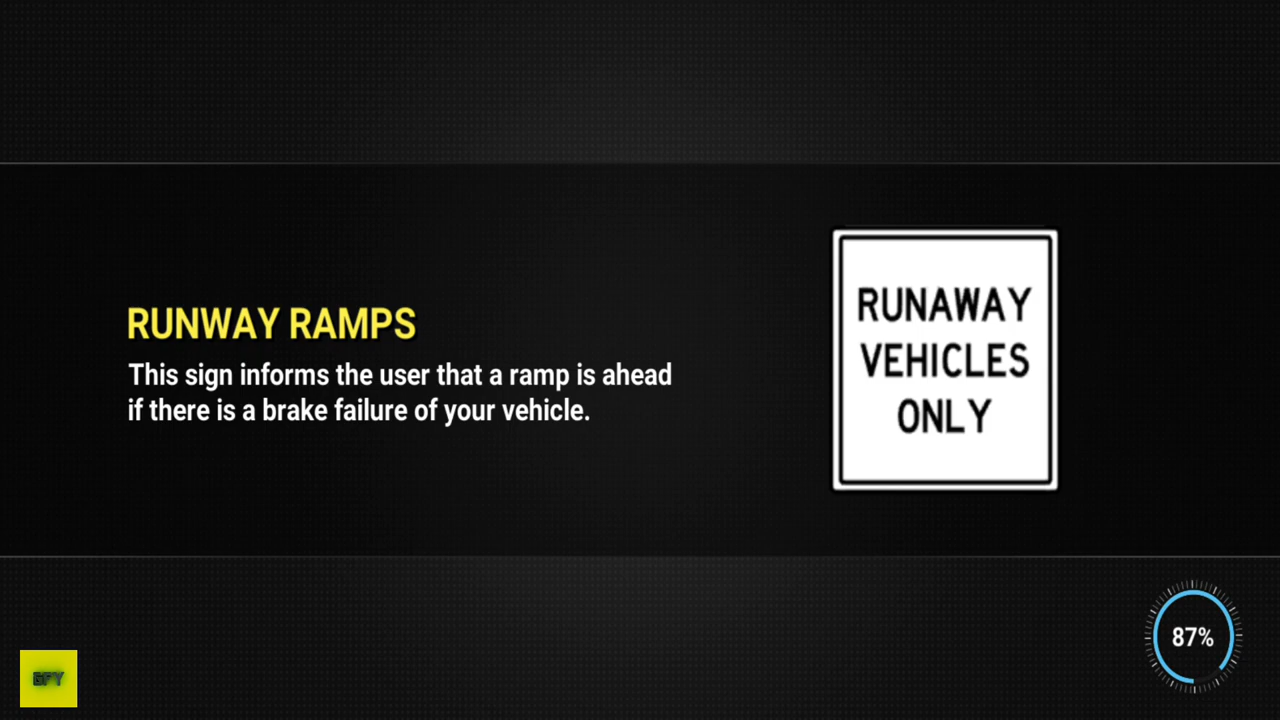 RUNWAY RAMPS
This sign informs the user that a ramp is ahead
if there is a brake failure of your vehicle.
RUNAWAY
VEHICLES
ONLY
87%
GFY